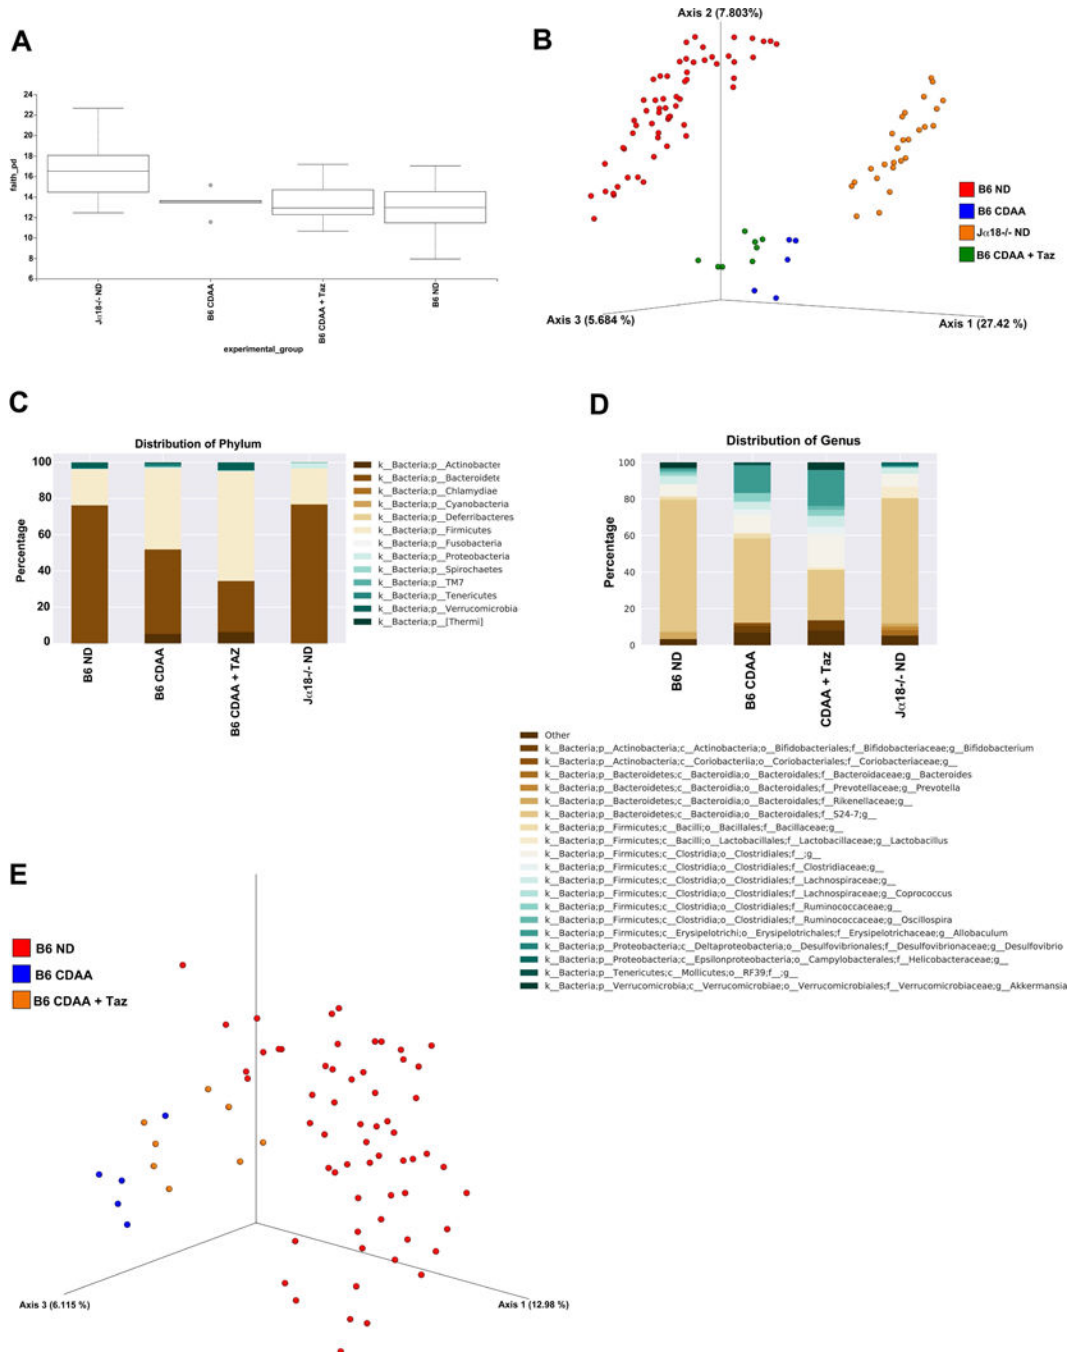 A
24
22
20
18
16
14
12
10
8
6
faith_pd
Jα18-/- ND
B6 CDAA
B6 CDAA + Taz
B6 ND
experimental_group
B
Axis 2 (7.803%)
Axis 3 (5.684 %)
Axis 1 (27.42 %)
B6 ND
B6 CDAA
Jα18-/- ND
B6 CDAA + Taz
C
Distribution of Phylum
100
80
60
40
20
0
Percentage
B6 ND
B6 CDAA
B6 CDAA + TAZ
Jα18-/- ND
k__Bacteria;p__Actinobacter
k__Bacteria;p__Bacteroidete
k__Bacteria;p__Chlamydiae
k__Bacteria;p__Cyanobacteria
k__Bacteria;p__Deferribacteres
k__Bacteria;p__Firmicutes
k__Bacteria;p__Fusobacteria
k__Bacteria;p__Proteobacteria
k__Bacteria;p__Spirochaetes
k__Bacteria;p__TM7
k__Bacteria;p__Tenericutes
k__Bacteria;p__Verrucomicrobia
k__Bacteria;p__[Thermi]
D
Distribution of Genus
100
80
60
40
20
0
Percentage
B6 ND
B6 CDAA
CDAA + Taz
Jα18-/- ND
Other
k__Bacteria;p__Actinobacteria;c__Actinobacteria;o__Bifidobacteriales;f__Bifidobacteriaceae;g__Bifidobacterium
k__Bacteria;p__Actinobacteria;c__Coriobacteriia;o__Coriobacteriales;f__Coriobacteriaceae;g__
k__Bacteria;p__Bacteroidetes;c__Bacteroidia;o__Bacteroidales;f__Bacteroidaceae;g__Bacteroides
k__Bacteria;p__Bacteroidetes;c__Bacteroidia;o__Bacteroidales;f__Prevotellaceae;g__Prevotella
k__Bacteria;p__Bacteroidetes;c__Bacteroidia;o__Bacteroidales;f__Rikenellaceae;g__
k__Bacteria;p__Bacteroidetes;c__Bacteroidia;o__Bacteroidales;f__S24-7;g__
k__Bacteria;p__Firmicutes;c__Bacilli;o__Bacillales;f__Bacillaceae;g__
k__Bacteria;p__Firmicutes;c__Bacilli;o__Lactobacillales;f__Lactobacillaceae;g__Lactobacillus
k__Bacteria;p__Firmicutes;c__Clostridia;o__Clostridiales;f__;g__
k__Bacteria;p__Firmicutes;c__Clostridia;o__Clostridiales;f__Clostridiaceae;g__
k__Bacteria;p__Firmicutes;c__Clostridia;o__Clostridiales;f__Lachnospiraceae;g__
k__Bacteria;p__Firmicutes;c__Clostridia;o__Clostridiales;f__Lachnospiraceae;g__Coprococcus
k__Bacteria;p__Firmicutes;c__Clostridia;o__Clostridiales;f__Ruminococcaceae;g__
k__Bacteria;p__Firmicutes;c__Clostridia;o__Clostridiales;f__Ruminococcaceae;g__Oscillospira
k__Bacteria;p__Firmicutes;c__Erysipelotrichi;o__Erysipelotrichales;f__Erysipelotrichaceae;g__Allobaculum
k__Bacteria;p__Proteobacteria;c__Deltaproteobacteria;o__Desulfovibrionales;f__Desulfovibrionaceae;g__Desulfovibrio
k__Bacteria;p__Proteobacteria;c__Epsilonproteobacteria;o__Campylobacterales;f__Helicobacteraceae;g__
k__Bacteria;p__Tenericutes;c__Mollicutes;o__RF39;f__;g__
k__Bacteria;p__Verrucomicrobia;c__Verrucomicrobiae;o__Verrucomicrobiales;f__Verrucomicrobiaceae;g__Akkermansia
E
B6 ND
B6 CDAA
B6 CDAA + Taz
Axis 3 (6.115 %)
Axis 1 (12.98 %)